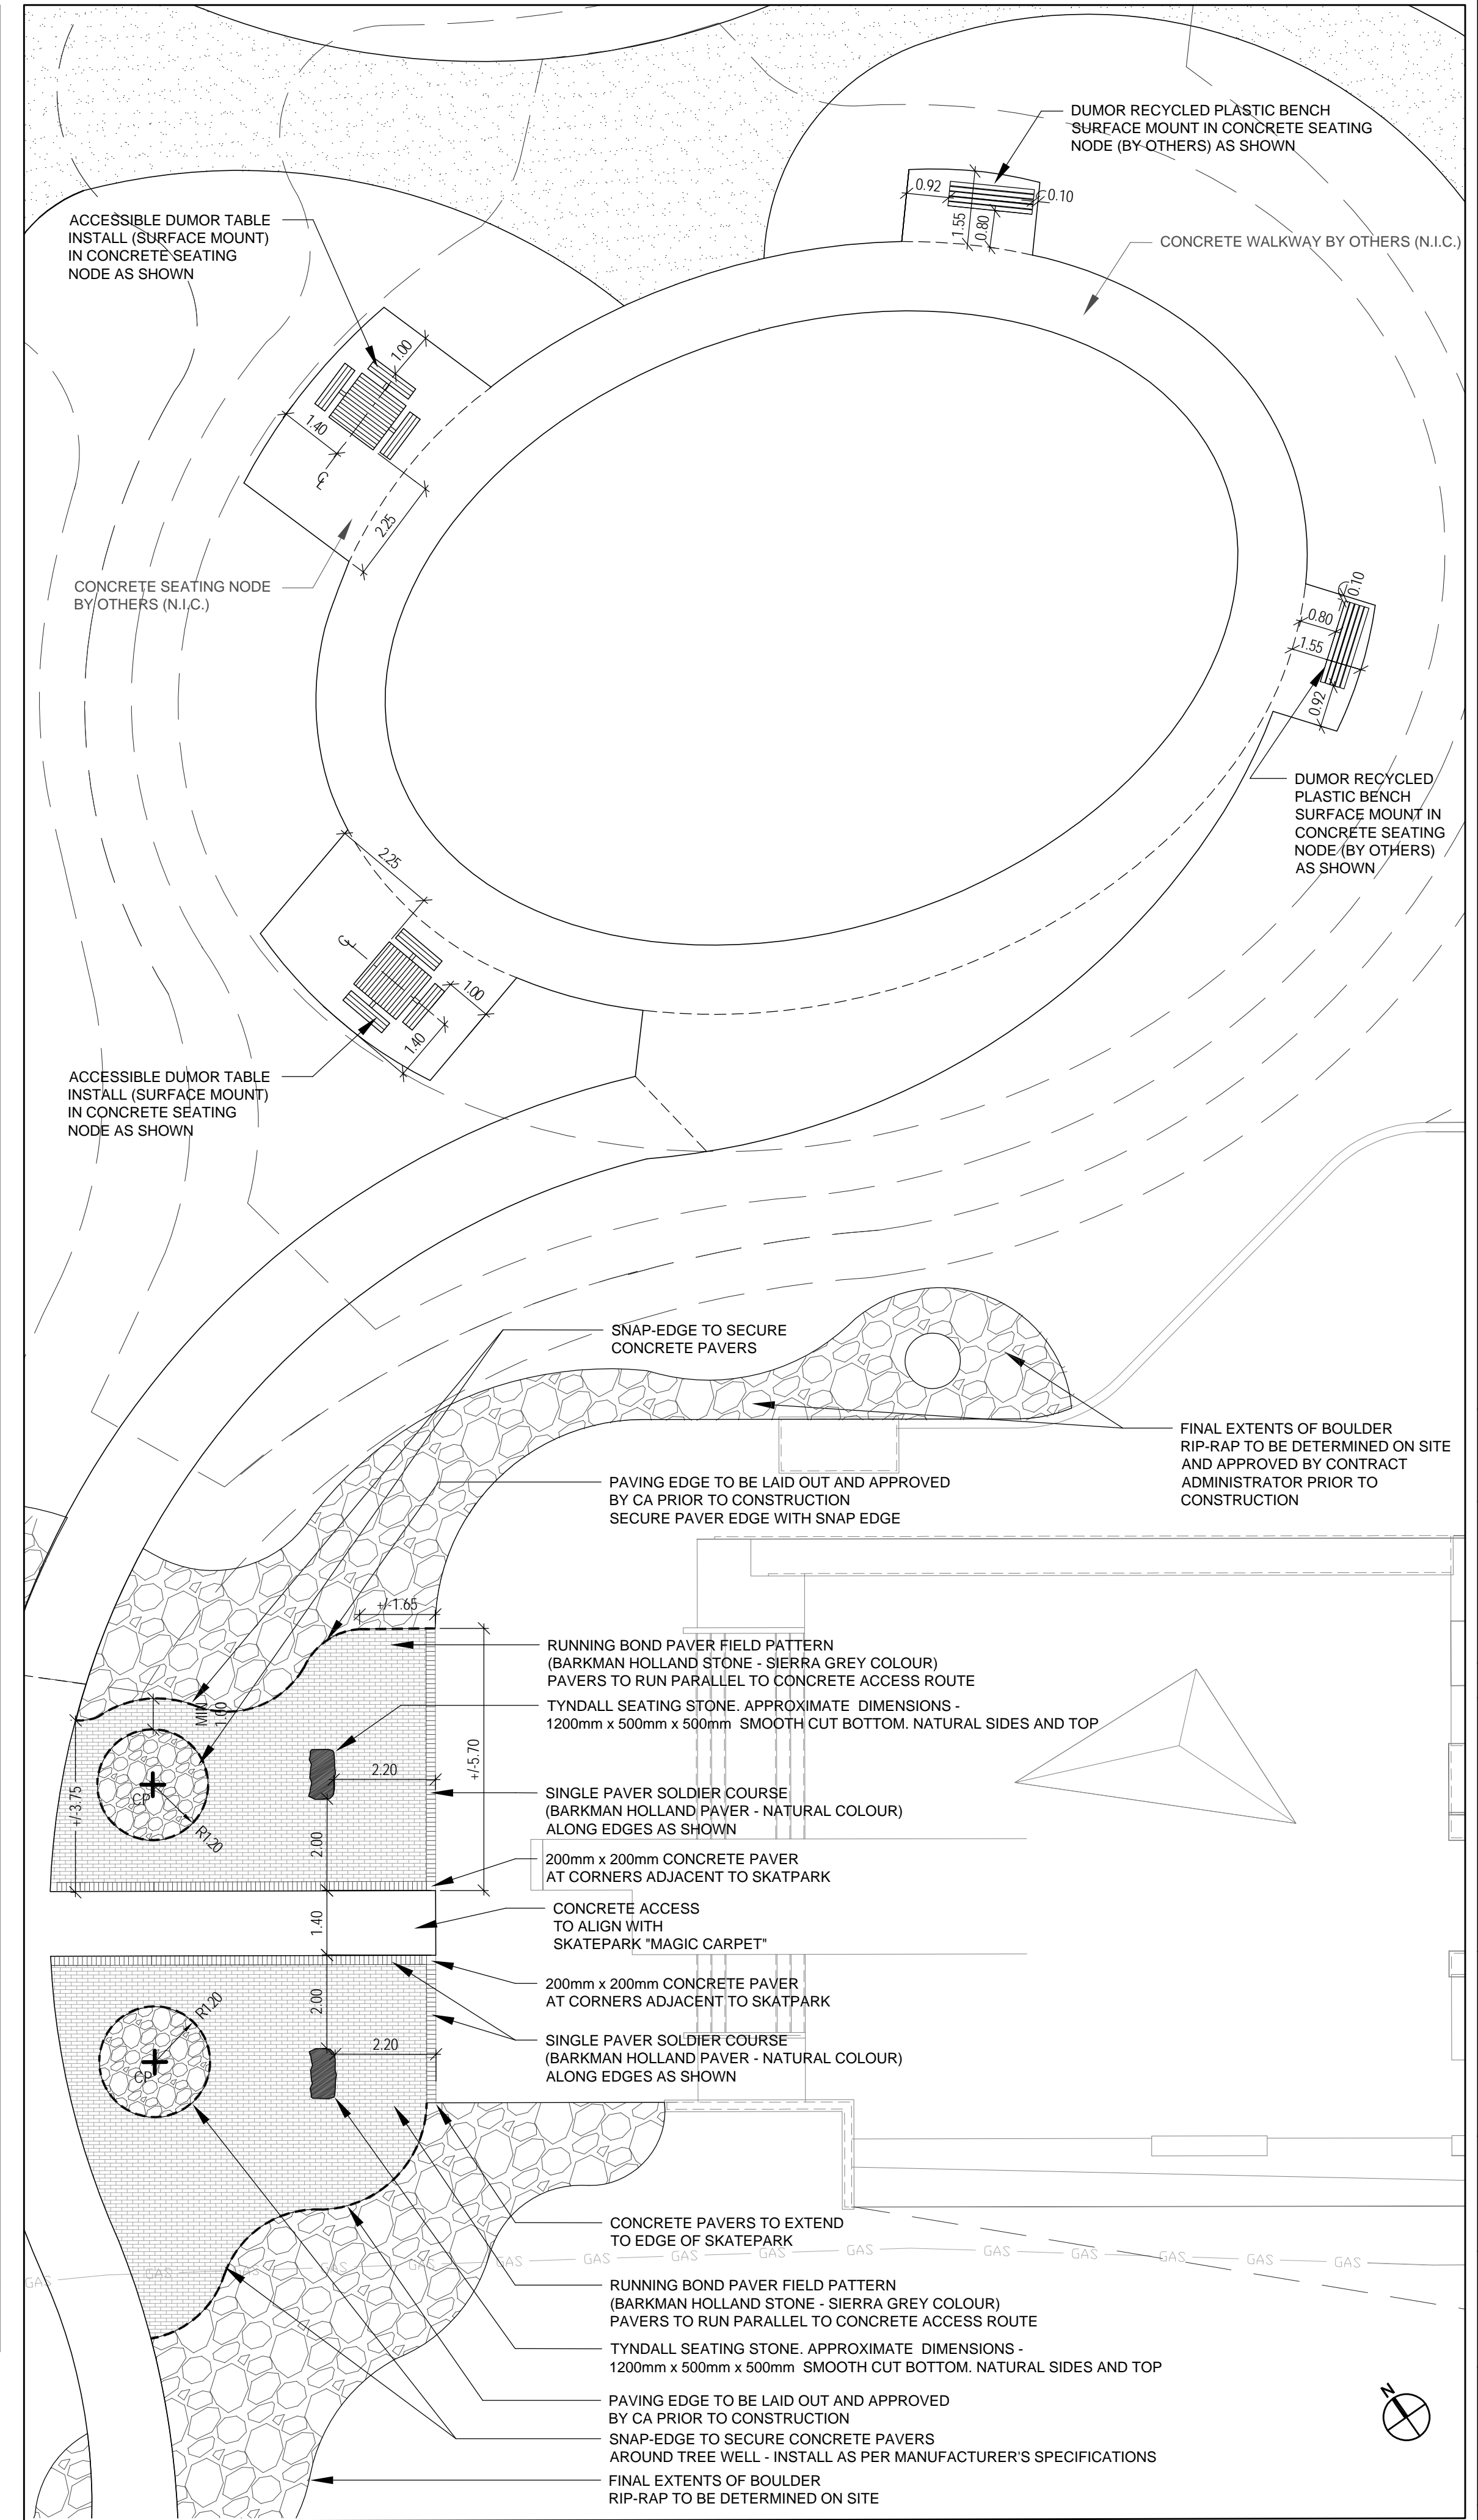 DUMOR RECYCLED PLASTIC BENCH
SURFACE MOUNT IN CONCRETE SEATING
NODE (BY OTHERS) AS SHOWN
0.92
0.10
1.55
0.80
ACCESSIBLE DUMOR TABLE
INSTALL (SURFACE MOUNT)
IN CONCRETE SEATING
NODE AS SHOWN
CONCRETE WALKWAY BY OTHERS (N.I.C.)
1.00
1.40
CL
2.25
CONCRETE SEATING NODE
BY OTHERS (N.I.C.)
0.10
0.80
1.55
0.92
DUMOR RECYCLED
PLASTIC BENCH
SURFACE MOUNT IN
CONCRETE SEATING
NODE (BY OTHERS)
AS SHOWN
2.25
CL
1.00
1.40
ACCESSIBLE DUMOR TABLE
INSTALL (SURFACE MOUNT)
IN CONCRETE SEATING
NODE AS SHOWN
SNAP-EDGE TO SECURE
CONCRETE PAVERS
FINAL EXTENTS OF BOULDER
RIP-RAP TO BE DETERMINED ON SITE
AND APPROVED BY CONTRACT
ADMINISTRATOR PRIOR TO
CONSTRUCTION
PAVING EDGE TO BE LAID OUT AND APPROVED
BY CA PRIOR TO CONSTRUCTION
SECURE PAVER EDGE WITH SNAP EDGE
+/-1.65
RUNNING BOND PAVER FIELD PATTERN
(BARKMAN HOLLAND STONE - SIERRA GREY COLOUR)
PAVERS TO RUN PARALLEL TO CONCRETE ACCESS ROUTE
MIN
1.00
TYNDALL SEATING STONE. APPROXIMATE DIMENSIONS -
1200mm x 500mm x 500mm SMOOTH CUT BOTTOM. NATURAL SIDES AND TOP
+/-5.70
2.20
CP
+/-3.75
R120
SINGLE PAVER SOLDIER COURSE
(BARKMAN HOLLAND PAVER - NATURAL COLOUR)
ALONG EDGES AS SHOWN
2.00
200mm x 200mm CONCRETE PAVER
AT CORNERS ADJACENT TO SKATPARK
1.40
CONCRETE ACCESS
TO ALIGN WITH
SKATEPARK "MAGIC CARPET"
200mm x 200mm CONCRETE PAVER
AT CORNERS ADJACENT TO SKATPARK
2.00
R120
2.20
CP
SINGLE PAVER SOLDIER COURSE
(BARKMAN HOLLAND PAVER - NATURAL COLOUR)
ALONG EDGES AS SHOWN
CONCRETE PAVERS TO EXTEND
TO EDGE OF SKATEPARK
GAS GAS GAS GAS GAS GAS GAS GAS GAS GAS GAS GAS GAS GAS GAS
RUNNING BOND PAVER FIELD PATTERN
(BARKMAN HOLLAND STONE - SIERRA GREY COLOUR)
PAVERS TO RUN PARALLEL TO CONCRETE ACCESS ROUTE
TYNDALL SEATING STONE. APPROXIMATE DIMENSIONS -
1200mm x 500mm x 500mm SMOOTH CUT BOTTOM. NATURAL SIDES AND TOP
PAVING EDGE TO BE LAID OUT AND APPROVED
BY CA PRIOR TO CONSTRUCTION
SNAP-EDGE TO SECURE CONCRETE PAVERS
AROUND TREE WELL - INSTALL AS PER MANUFACTURER'S SPECIFICATIONS
FINAL EXTENTS OF BOULDER
RIP-RAP TO BE DETERMINED ON SITE
N